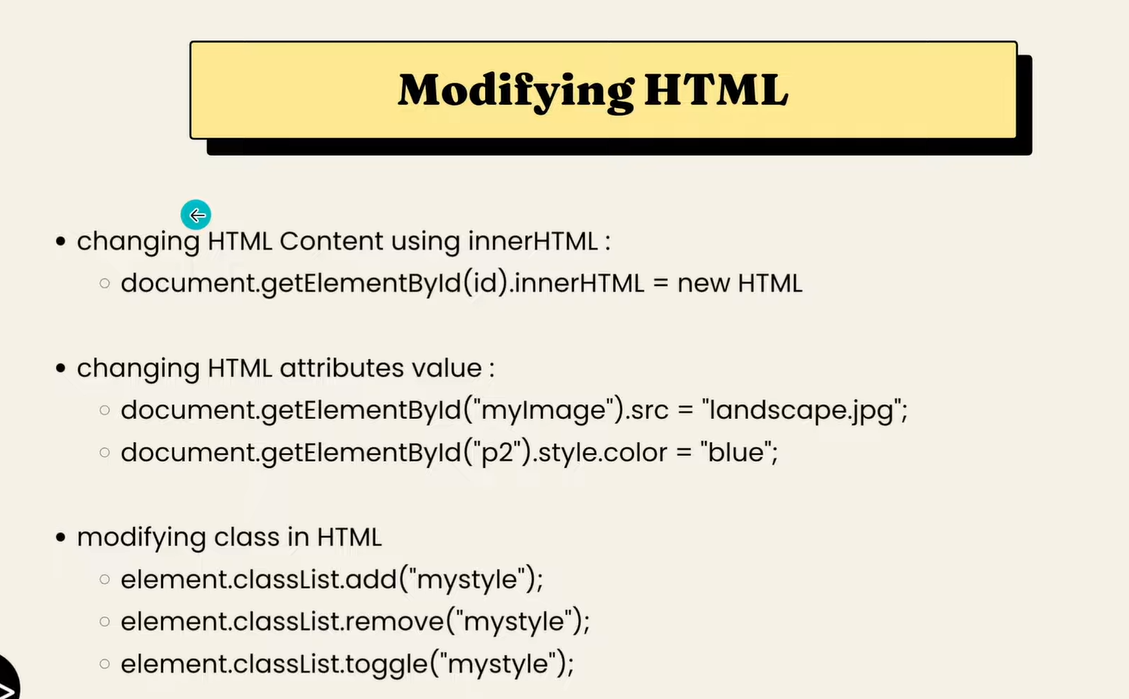 Modifying HTML
• changing HTML Content using innerHTML :
○ document.getElementById(id).innerHTML = new HTML
• changing HTML attributes value :
○ document.getElementById("myImage").src = "landscape.jpg";
○ document.getElementById("p2").style.color = "blue";
• modifying class in HTML
○ element.classList.add("mystyle");
○ element.classList.remove("mystyle");
○ element.classList.toggle("mystyle");